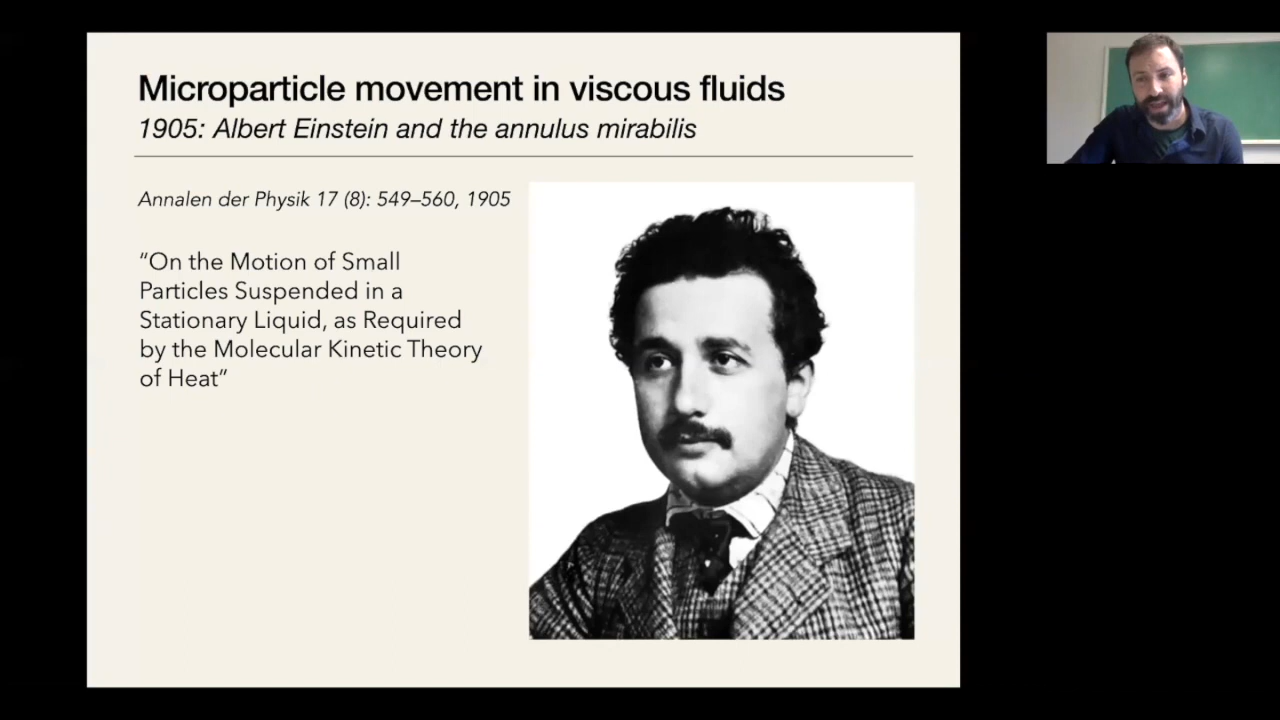 Microparticle movement in viscous fluids
1905: Albert Einstein and the annulus mirabilis
Annalen der Physik 17 (8): 549–560, 1905
“On the Motion of Small
Particles Suspended in a
Stationary Liquid, as Required
by the Molecular Kinetic Theory
of Heat”